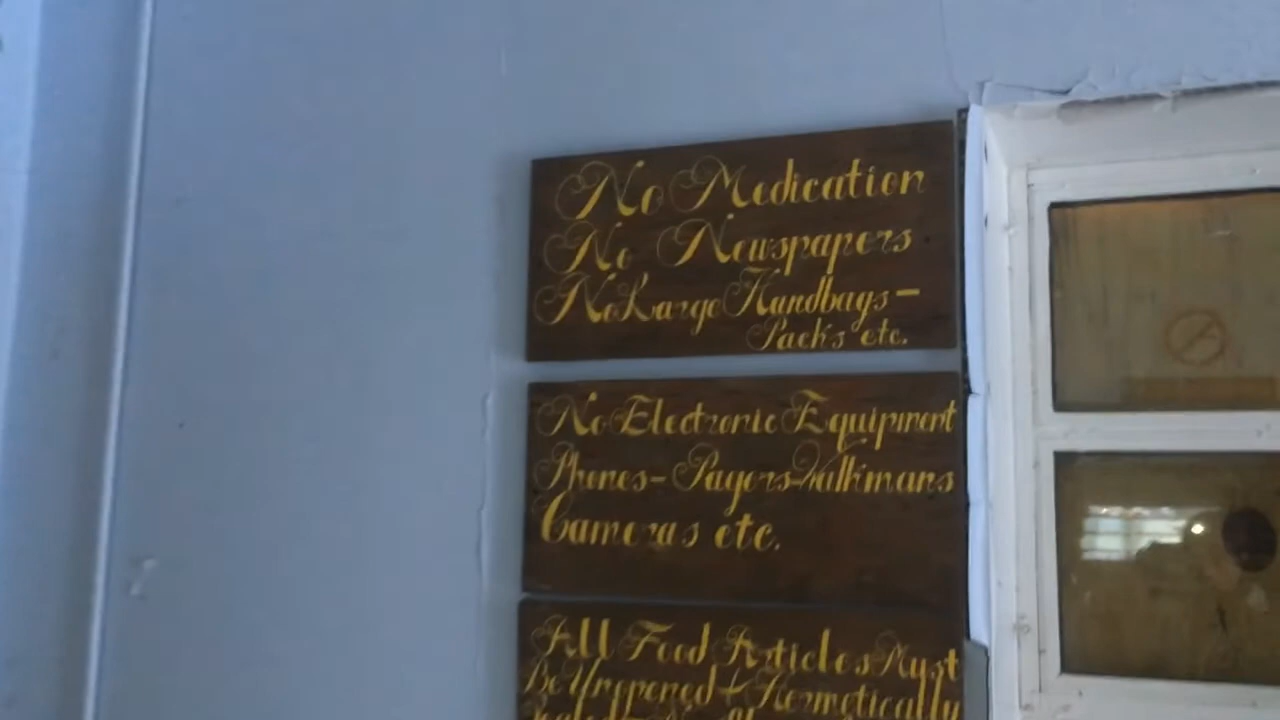 No Medication
No Newspapers
No Large Handbags-
Packs etc.
No Electronic Equipment
Phones-Pagers-Walkmans
Cameras etc.
All Food Articles Must
Be Unopened + Hermetically